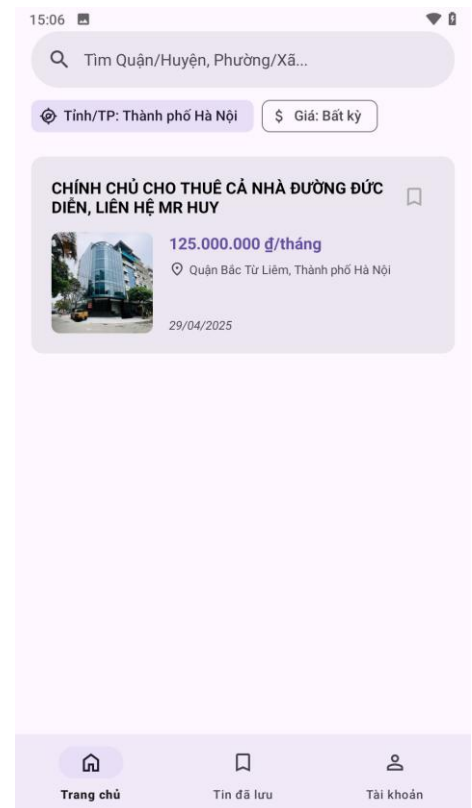 15:06
Tìm Quận/Huyện, Phường/Xã...
Tỉnh/TP: Thành phố Hà Nội
$ Giá: Bất kỳ
CHÍNH CHỦ CHO THUÊ CẢ NHÀ ĐƯỜNG ĐỨC
DIỄN, LIÊN HỆ MR HUY
125.000.000 ₫/tháng
Quận Bắc Từ Liêm, Thành phố Hà Nội
29/04/2025
Trang chủ
Tin đã lưu
Tài khoản